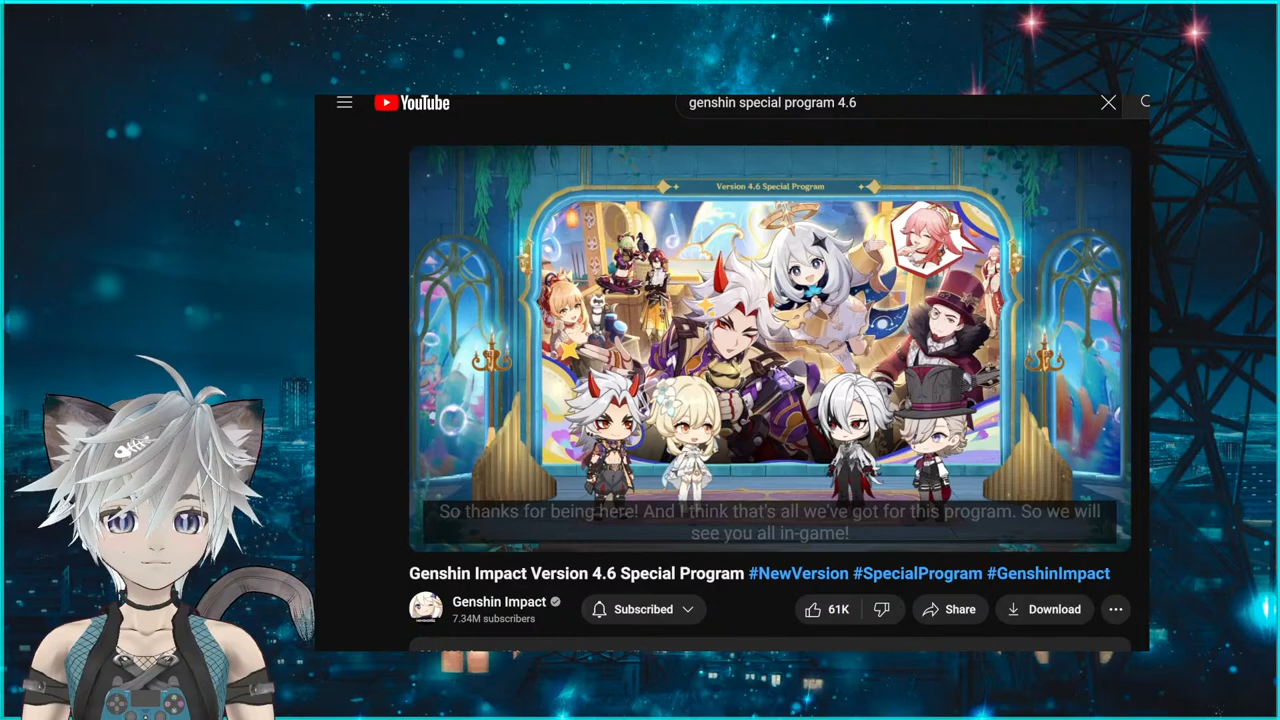 YouTube
genshin special program 4.6
Version 4.6 Special Program
So thanks for being here! And I think that's all we've got for this program. So we will
see you all in-game!
Genshin Impact Version 4.6 Special Program #NewVersion #SpecialProgram #GenshinImpact
Genshin Impact
7.34M subscribers
Subscribed
61K
Share
Download